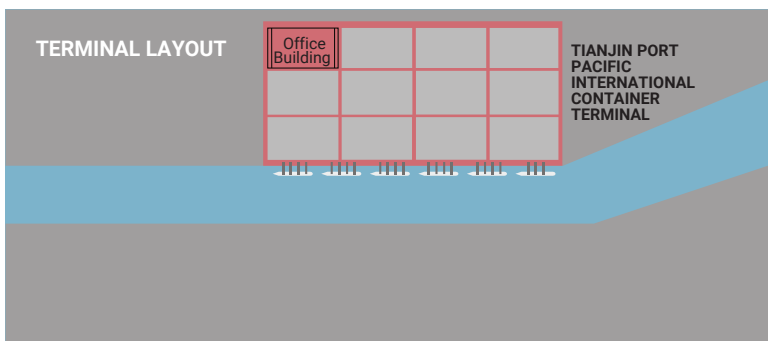 TERMINAL LAYOUT
Office
Building
TIANJIN PORT
PACIFIC
INTERNATIONAL
CONTAINER
TERMINAL